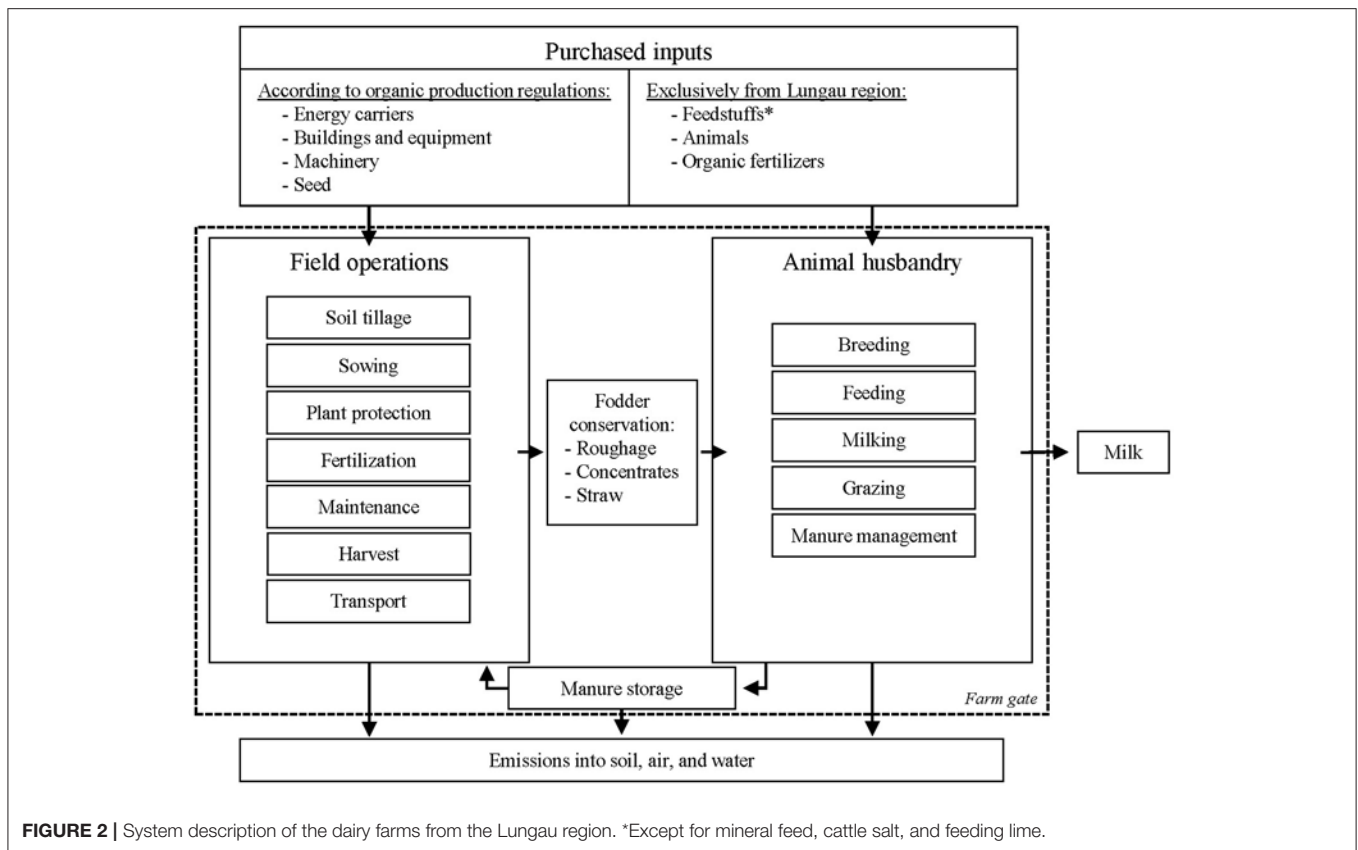 Purchased inputs
According to organic production regulations:
- Energy carriers
- Buildings and equipment
- Machinery
- Seed
Exclusively from Lungau region:
- Feedstuffs*
- Animals
- Organic fertilizers
Field operations
Soil tillage
Sowing
Plant protection
Fertilization
Maintenance
Harvest
Transport
Fodder
conservation:
- Roughage
- Concentrates
- Straw
Animal husbandry
Breeding
Feeding
Milking
Grazing
Manure management
Milk
Manure storage
Farm gate
Emissions into soil, air, and water
FIGURE 2 | System description of the dairy farms from the Lungau region. *Except for mineral feed, cattle salt, and feeding lime.